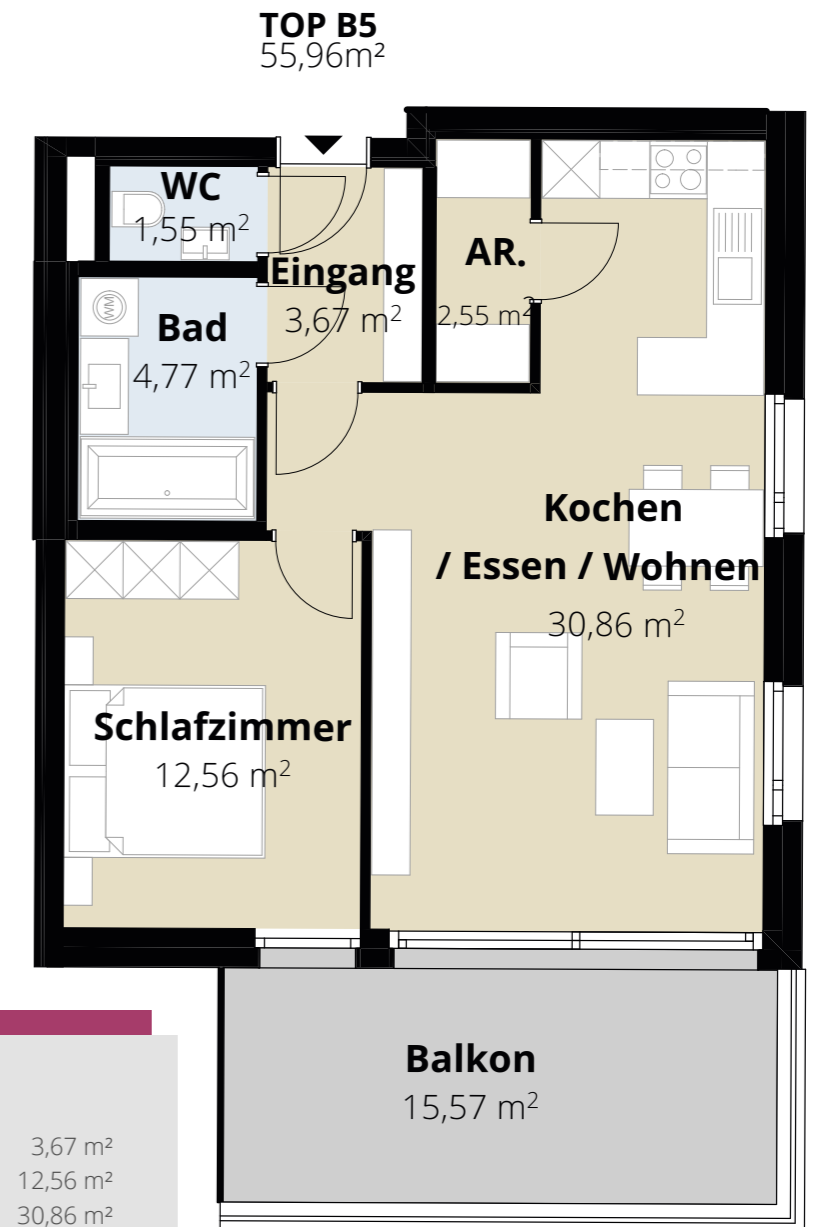 TOP B5
55,96m²
WC
1,55 m²
Eingang
3,67 m²
AR.
2,55 m²
Bad
4,77 m²
Kochen
/ Essen / Wohnen
30,86 m²
Schlafzimmer
12,56 m²
Balkon
15,57 m²
3,67 m²
12,56 m²
30,86 m²